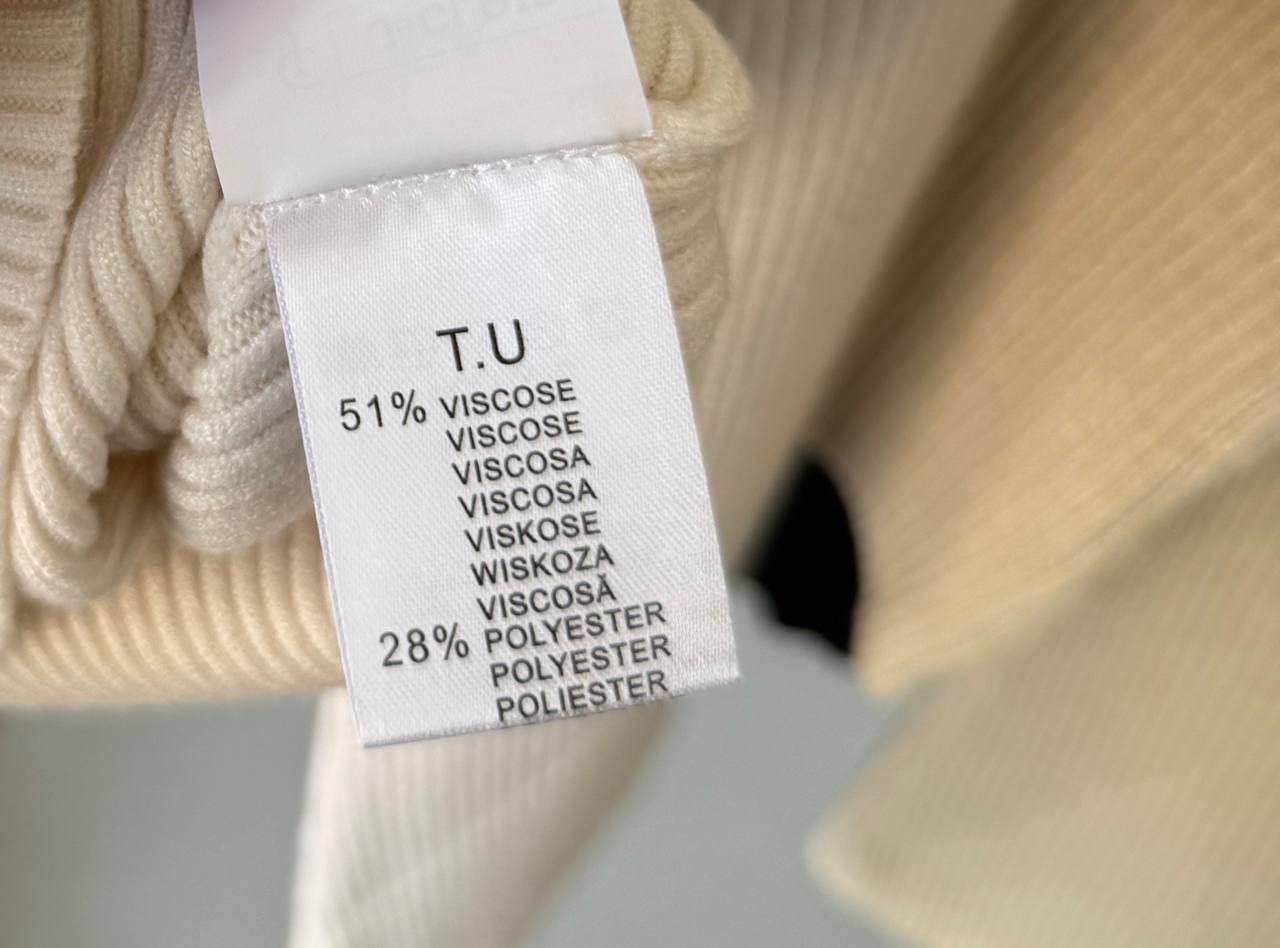 T.U
51% VISCOSE
VISCOSE
VISCOSA
VISCOSA
VISKOSE
WISKOZA
VISCOSĂ
28% POLYESTER
POLYESTER
POLIESTER